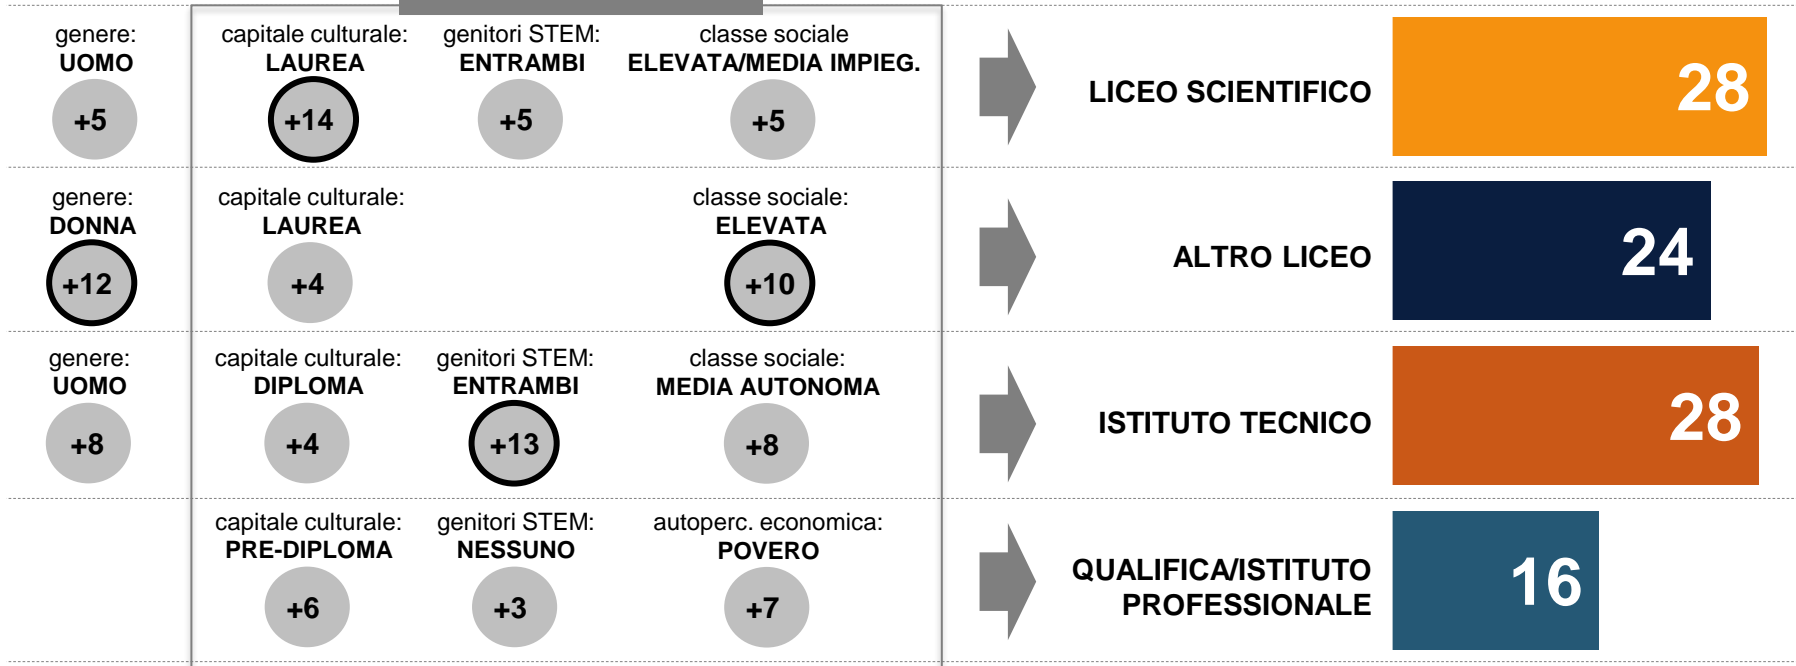 genere:
UOMO
+5
capitale culturale:
LAUREA
+14
genitori STEM:
ENTRAMBI
+5
classe sociale
ELEVATA/MEDIA IMPIEG.
+5
LICEO SCIENTIFICO
28
genere:
DONNA
+12
capitale culturale:
LAUREA
+4
classe sociale:
ELEVATA
+10
ALTRO LICEO
24
genere:
UOMO
+8
capitale culturale:
DIPLOMA
+4
genitori STEM:
ENTRAMBI
+13
classe sociale:
MEDIA AUTONOMA
+8
ISTITUTO TECNICO
28
capitale culturale:
PRE-DIPLOMA
+6
genitori STEM:
NESSUNO
+3
autoperc. economica:
POVERO
+7
QUALIFICA/ISTITUTO
PROFESSIONALE
16